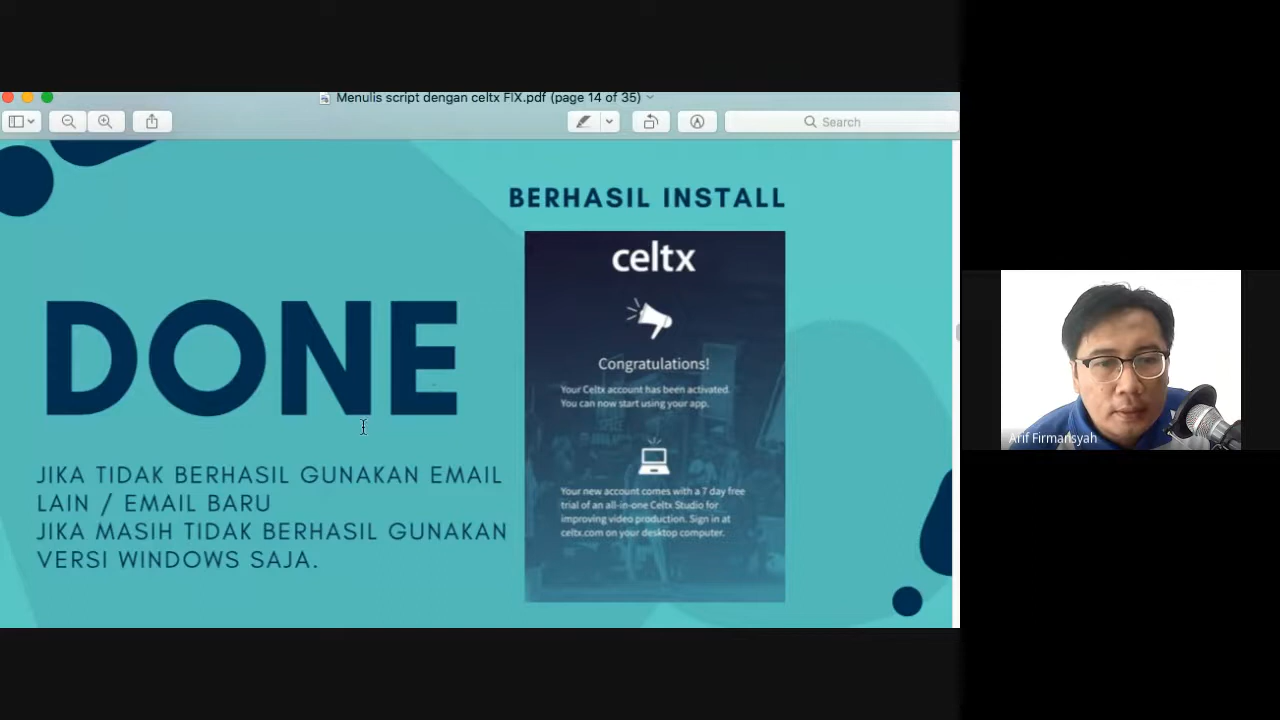 Menulis script dengan celtx FIX.pdf (page 14 of 35)
Search
BERHASIL INSTALL
celtx
Congratulations!
Your Celtx account has been activated.
You can now start using your app.
Your new account comes with a 7 day free
trial of an all-in-one Celtx Studio for
improving video production. Sign in at
celtx.com on your desktop computer.
DONE
JIKA TIDAK BERHASIL GUNAKAN EMAIL
LAIN / EMAIL BARU
JIKA MASIH TIDAK BERHASIL GUNAKAN
VERSI WINDOWS SAJA.
Arif Firmansyah